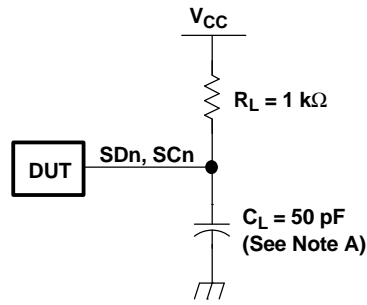 VCC
RL = 1 kΩ
SDn, SCn
DUT
CL = 50 pF
(See Note A)